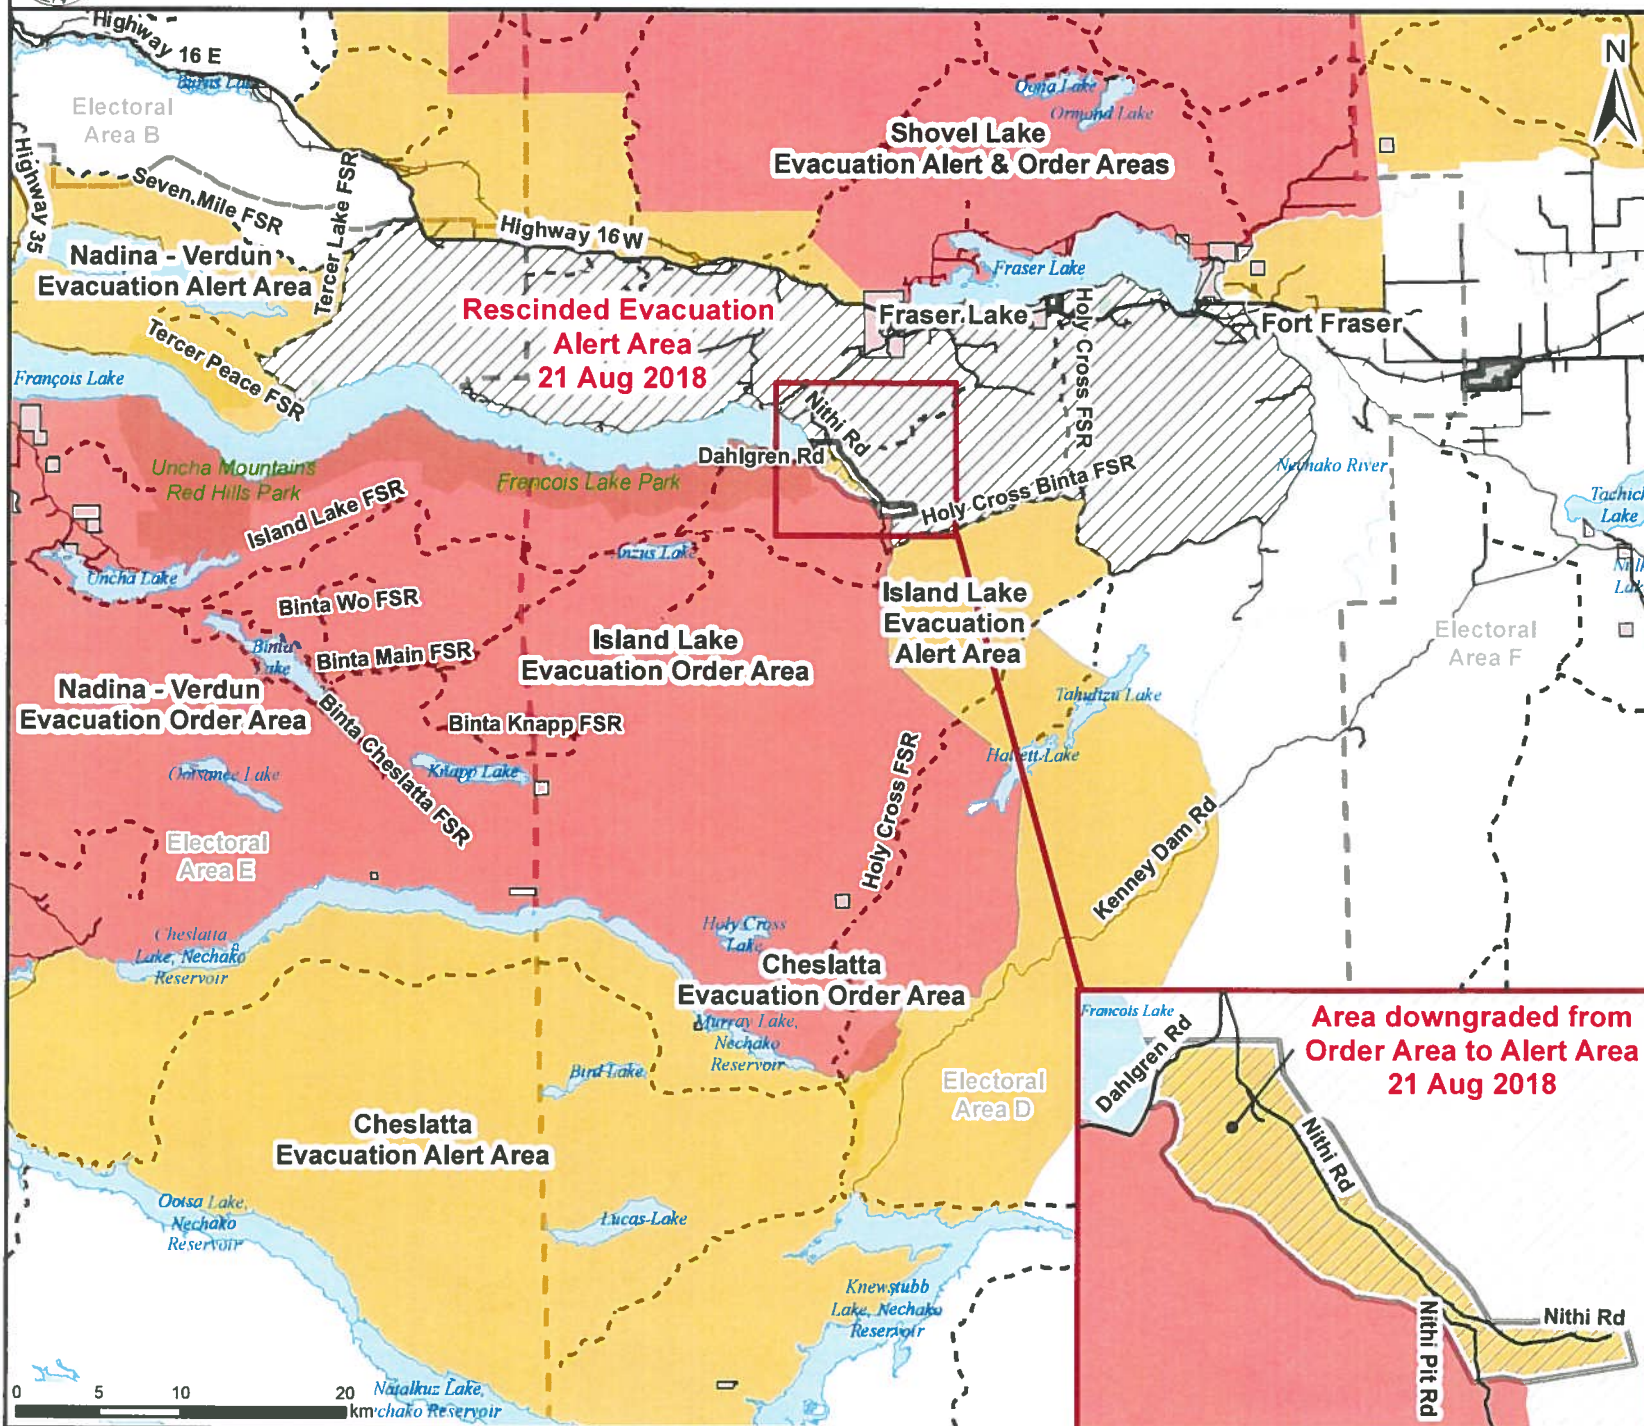 Highway 16 E
Burns Lake
Electoral
Area B
Highway 35
Seven Mile FSR
Tercer Lake FSR
Nadina - Verdun
Evacuation Alert Area
Highway 16W
Shovel Lake
Evacuation Alert & Order Areas
Oona Lake
Ormond Lake
N
Rescinded Evacuation
Alert Area
21 Aug 2018
Fraser Lake
Fraser Lake
Holy Cross FSR
Fort Fraser
Tercer Peace FSR
François Lake
Nithi Rd
Dahlgren Rd
Holy Cross Binta FSR
Nechako River
Tachick
Lake
Uncha Mountains
Red Hills Park
Francois Lake Park
Island Lake FSR
Uncha Lake
Anzus Lake
Binta Wo FSR
Binta
Lake
Binta Main FSR
Island Lake
Evacuation Order Area
Island Lake
Evacuation
Alert Area
Electoral
Area F
Nadina - Verdun
Evacuation Order Area
Binta Knapp FSR
Binta Cheslatta FSR
Knapp Lake
Ootsanee Lake
Tahultzu Lake
Hallett Lake
Holy Cross FSR
Kenney Dam Rd
Electoral
Area E
Cheslatta
Lake, Nechako
Reservoir
Holy Cross
Lake
Cheslatta
Evacuation Order Area
Murray Lake,
Nechako
Reservoir
Bird Lake
Electoral
Area D
Cheslatta
Evacuation Alert Area
Ootsa Lake,
Nechako
Reservoir
Lucas Lake
Knewstubb
Lake, Nechako
Reservoir
Natalkuz Lake,
chako Reservoir
0 5 10 20
km
Francois Lake
Dahlgren Rd
Area downgraded from
Order Area to Alert Area
21 Aug 2018
Nithi Rd
Nithi Rd
Nithi Pit Rd